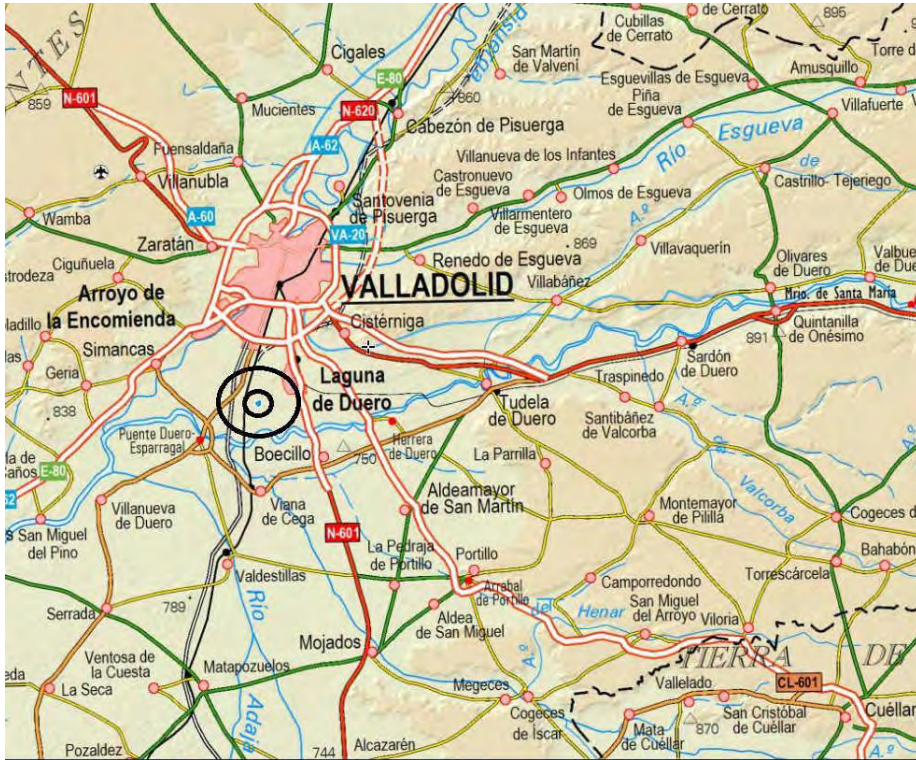 Cubillas
de Cerrato
de Cerrato
895
Torre d
NTES
Cigales
Pisuerga
San Martín
de Valvení
E-80
Esguevillas de Esgueva
Amusquillo
Piña
de Esgueva
Villafuerte
859
N-601
Mucientes
N-620
860
Cabezón de Pisuerga
Río
Esgueva
A-62
Fuensaldaña
Villanueva de los Infantes
de
Villanubla
Castronuevo
de Esgueva
Olmos de Esgueva
Castrillo-Tejeriego
Santovenia
de Pisuerga
Wamba
A-60
Villarmentero
de Esgueva
A.º
VA-20
Zaratán
869
Villavaquerín
Ciguñuela
Renedo de Esgueva
Olivares
de Duero
Valbue
de Due
strodeza
VALLADOLID
Villabáñez
Mrio. de Santa María
Arroyo de
la Encomienda
Cistérniga
Quintanilla
de Onésimo
891
Simancas
Sardón
de Duero
Geria
Laguna
de Duero
Traspinedo
838
Tudela
de Duero
Santibáñez
de Valcorba
A.º
de
Valcorba
A.º
Puente Duero-
Esparragal
Herrera
de Duero
Boecillo
750
La Parrilla
E-80
Villanueva
de Duero
Viana
de Cega
Aldeamayor
de San Martín
Montemayor
de Pililla
Cogeces d
San Miguel
del Pino
N-601
La Pedraja
de Portillo
Portillo
Bahabón
Valdestillas
Arrabal
de Portillo
Camporredondo
Torrescárcela
789
Río
Adaja
Serrada
Aldea
de San Miguel
del
Henar
San Miguel
del Arroyo
Viloria
Mojados
A.º
TIERRA
DE
Ventosa de
la Cuesta
Matapozuelos
La Seca
Megeces
Vallelado
CL-601
Cuéllar
Cogeces
de Iscar
Mata
de Cuéllar
870
San Cristóbal
de Cuéllar
Pozaldez
744
Alcazarén
A.º